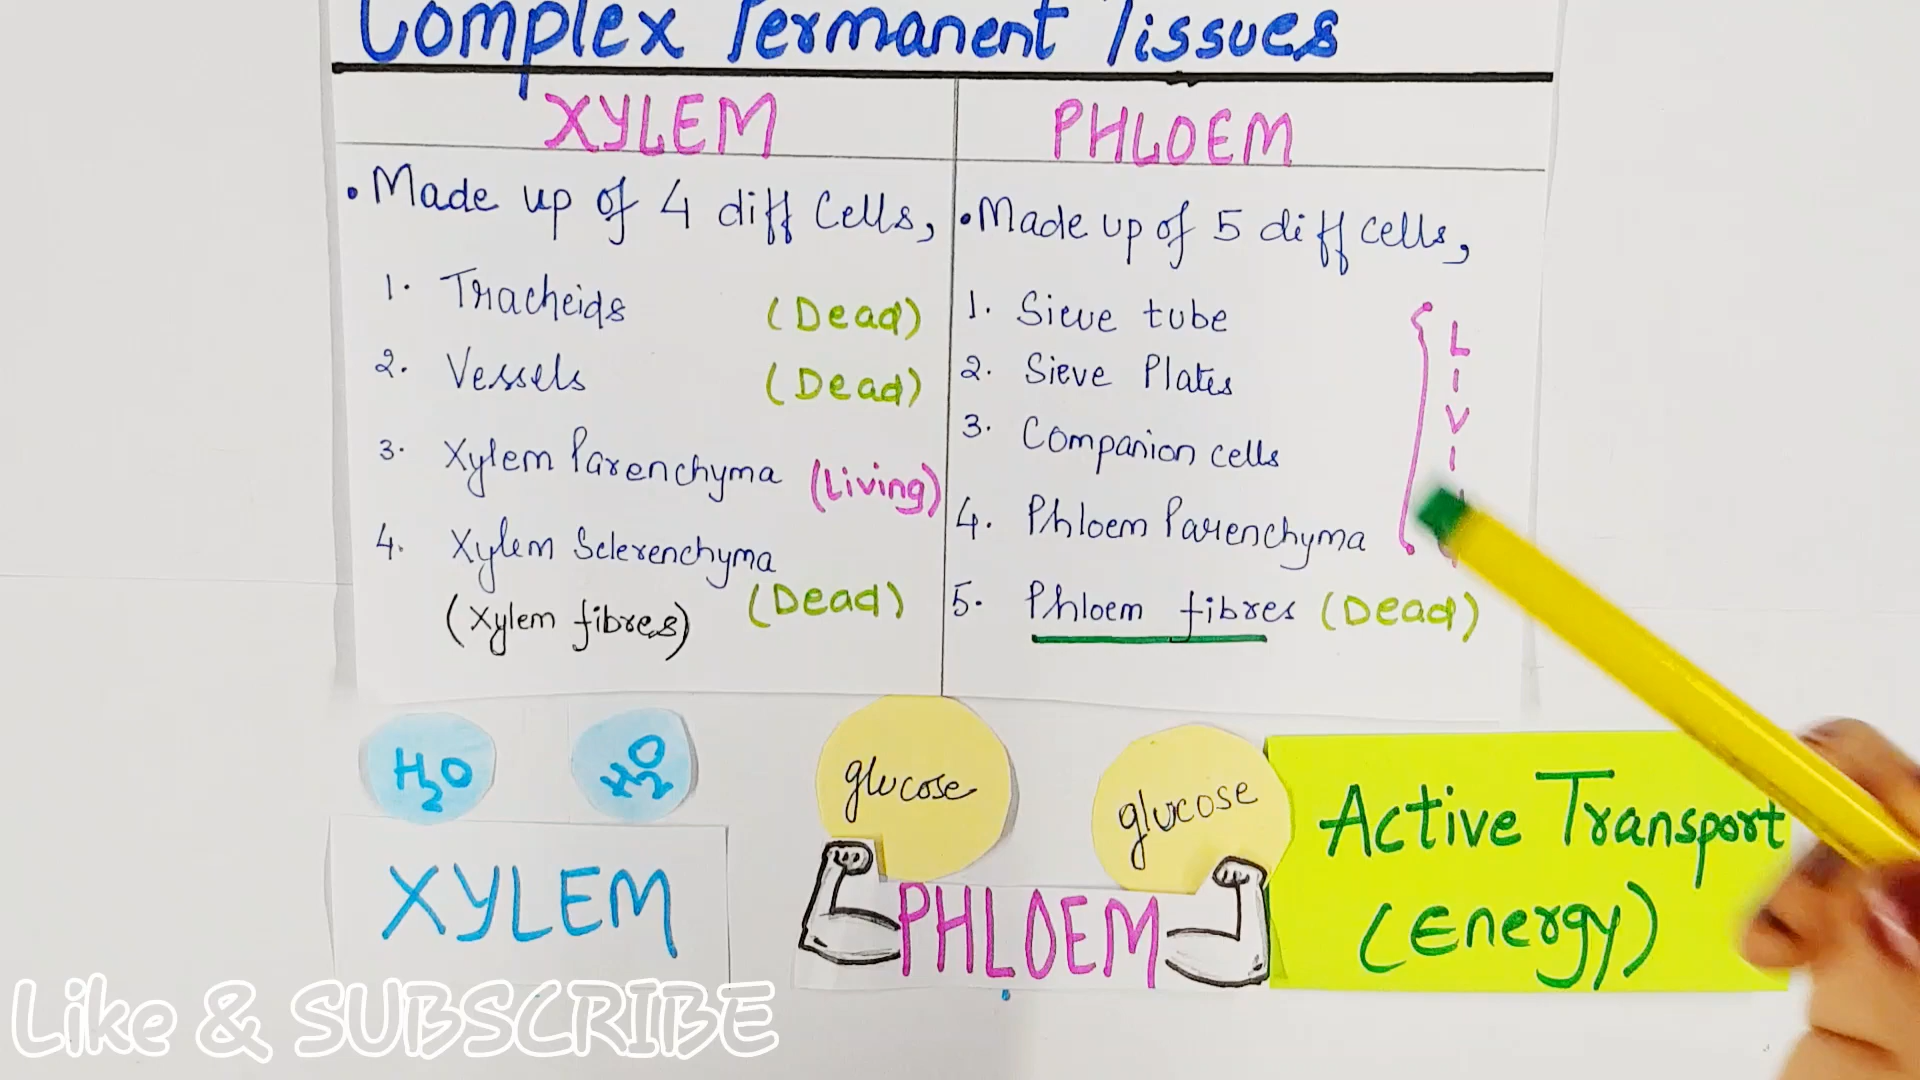 Complex Permanent Tissues
XYLEM
• Made up of 4 diff Cells,
1. Tracheids (Dead)
2. Vessels (Dead)
3. Xylem Parenchyma (Living)
4. Xylem Sclerenchyma
(Xylem fibres) (Dead)
PHLOEM
• Made up of 5 diff cells,
1. Sieve tube
2. Sieve Plates
3. Companion cells
4. Phloem Parenchyma
5. Phloem fibres (Dead)
L
I
V
I
H2O
H2O
XYLEM
glucose
glucose
PHLOEM
Active Transport
(Energy)
Like & SUBSCRIBE